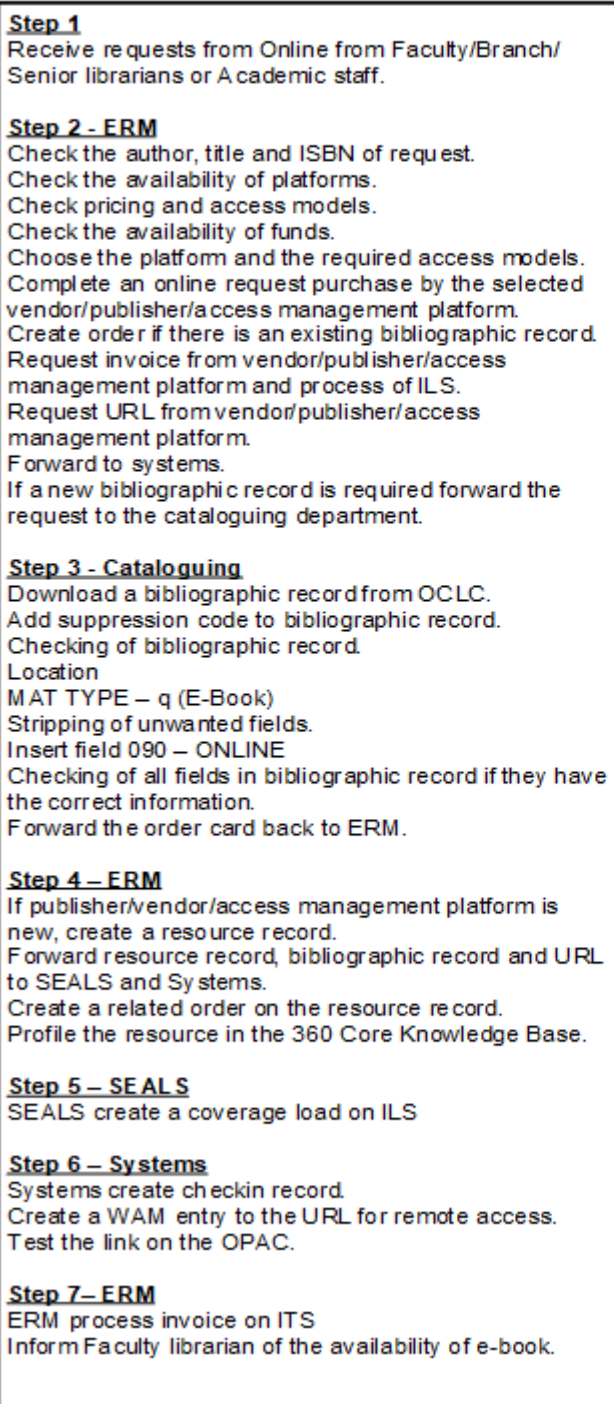 Step 1
Receive requests from Online from Faculty/Branch/
Senior librarians or Academic staff.
Step 2 - ERM
Check the author, title and ISBN of request.
Check the availability of platforms.
Check pricing and access models.
Check the availability of funds.
Choose the platform and the required access models.
Complete an online request purchase by the selected
vendor/publisher/access management platform.
Create order if there is an existing bibliographic record.
Request invoice from vendor/publisher/access
management platform and process of ILS.
Request URL from vendor/publisher/access
management platform.
Forward to systems.
If a new bibliographic record is required forward the
request to the cataloguing department.
Step 3 - Cataloguing
Download a bibliographic record from OCLC.
Add suppression code to bibliographic record.
Checking of bibliographic record.
Location
MAT TYPE – q (E-Book)
Stripping of unwanted fields.
Insert field 090 – ONLINE
Checking of all fields in bibliographic record if they have
the correct information.
Forward the order card back to ERM.
Step 4 – ERM
If publisher/vendor/access management platform is
new, create a resource record.
Forward resource record, bibliographic record and URL
to SEALS and Systems.
Create a related order on the resource record.
Profile the resource in the 360 Core Knowledge Base.
Step 5 – SEALS
SEALS create a coverage load on ILS
Step 6 – Systems
Systems create checkin record.
Create a WAM entry to the URL for remote access.
Test the link on the OPAC.
Step 7– ERM
ERM process invoice on ITS
Inform Faculty librarian of the availability of e-book.